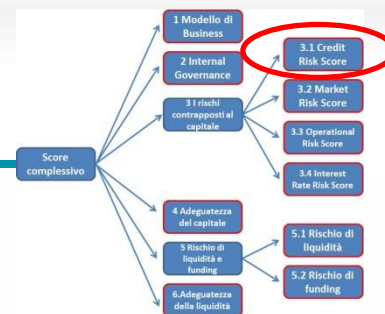 1 Modello di
Business
2 Internal
Governance
3 I rischi
contrapposti al
capitale
Score
complessivo
4 Adeguatezza
del capitale
5 Rischio di
liquidità e
funding
6.Adeguatezza
della liquidità
3.1 Credit
Risk Score
3.2 Market
Risk Score
3.3 Operational
Risk Score
3.4 Interest
Rate Risk Score
5.1 Rischio di
liquidità
5.2 Rischio di
funding